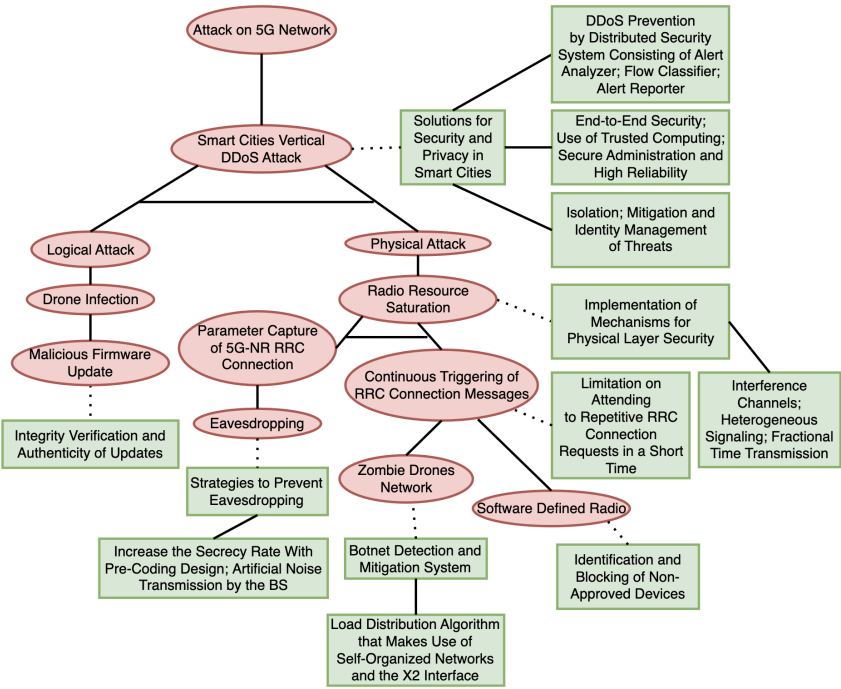 Attack on 5G Network
DDoS Prevention
by Distributed Security
System Consisting of Alert
Analyzer; Flow Classifier;
Alert Reporter
Smart Cities Vertical
DDoS Attack
Solutions for
Security and
Privacy in
Smart Cities
End-to-End Security;
Use of Trusted Computing;
Secure Administration and
High Reliability
Isolation; Mitigation and
Identity Management
of Threats
Logical Attack
Physical Attack
Drone Infection
Radio Resource
Saturation
Implementation of
Mechanisms for
Physical Layer Security
Malicious Firmware
Update
Parameter Capture
of 5G-NR RRC
Connection
Continuous Triggering of
RRC Connection Messages
Limitation on
Attending
to Repetitive RRC
Connection
Requests in a Short
Time
Interference
Channels;
Heterogeneous
Signaling; Fractional
Time Transmission
Integrity Verification and
Authenticity of Updates
Eavesdropping
Strategies to Prevent
Eavesdropping
Zombie Drones
Network
Software Defined Radio
Increase the Secrecy Rate With
Pre-Coding Design; Artificial Noise
Transmission by the BS
Botnet Detection and
Mitigation System
Identification and
Blocking of Non-
Approved Devices
Load Distribution Algorithm
that Makes Use of
Self-Organized Networks
and the X2 Interface